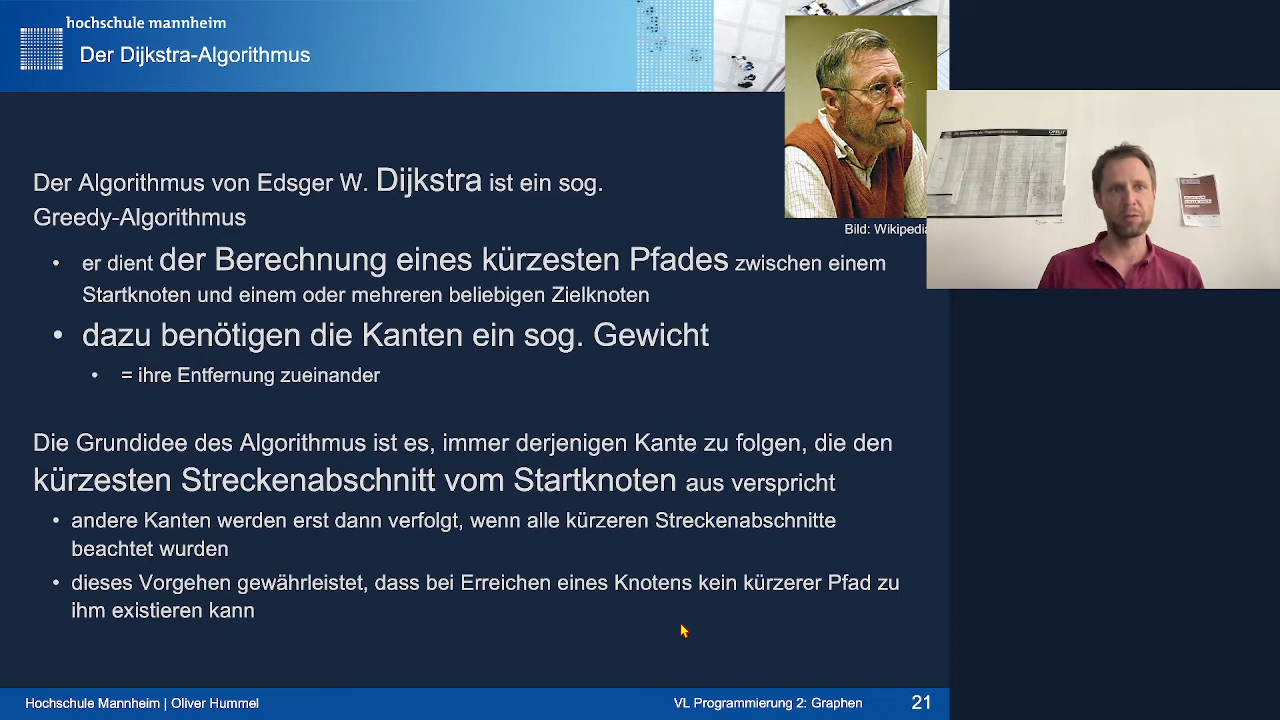 hochschule mannheim
Der Dijkstra-Algorithmus
Der Algorithmus von Edsger W. Dijkstra ist ein sog.
Greedy-Algorithmus
Bild: Wikipedia
• er dient der Berechnung eines kürzesten Pfades zwischen einem
Startknoten und einem oder mehreren beliebigen Zielknoten
• dazu benötigen die Kanten ein sog. Gewicht
• = ihre Entfernung zueinander
Die Grundidee des Algorithmus ist es, immer derjenigen Kante zu folgen, die den
kürzesten Streckenabschnitt vom Startknoten aus verspricht
• andere Kanten werden erst dann verfolgt, wenn alle kürzeren Streckenabschnitte
beachtet wurden
• dieses Vorgehen gewährleistet, dass bei Erreichen eines Knotens kein kürzerer Pfad zu
ihm existieren kann
Hochschule Mannheim | Oliver Hummel
VL Programmierung 2: Graphen
21